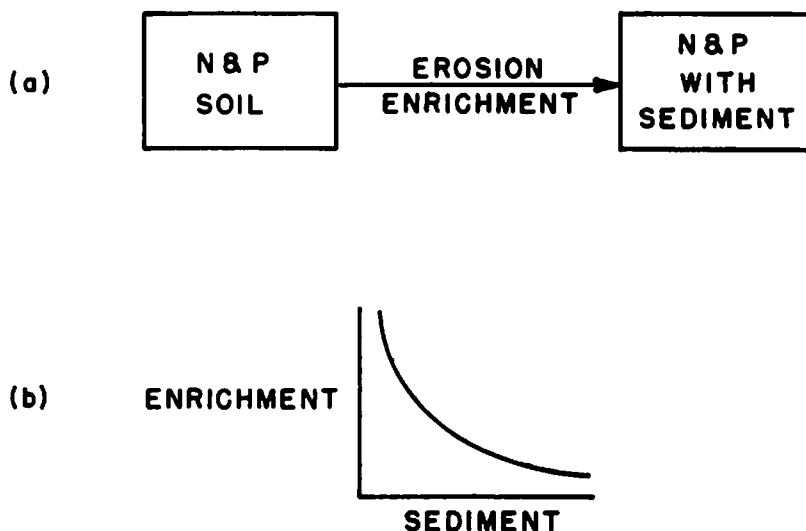 (a)
N & P
SOIL
EROSION
ENRICHMENT
N & P
WITH
SEDIMENT
(b)
ENRICHMENT
SEDIMENT